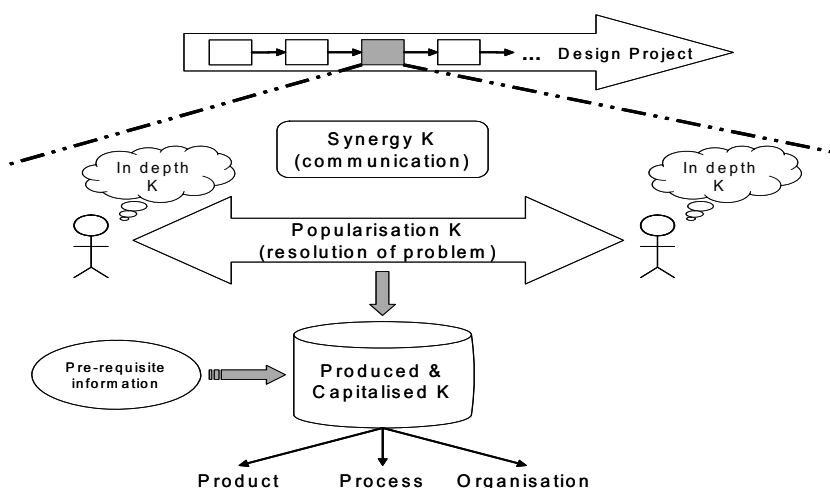 ... Design Project
Synergy K
(communication)
In depth
K
In depth
K
Popularisation K
(resolution of problem)
Pre-requisite
information
Produced &
Capitalised K
Product Process Organisation